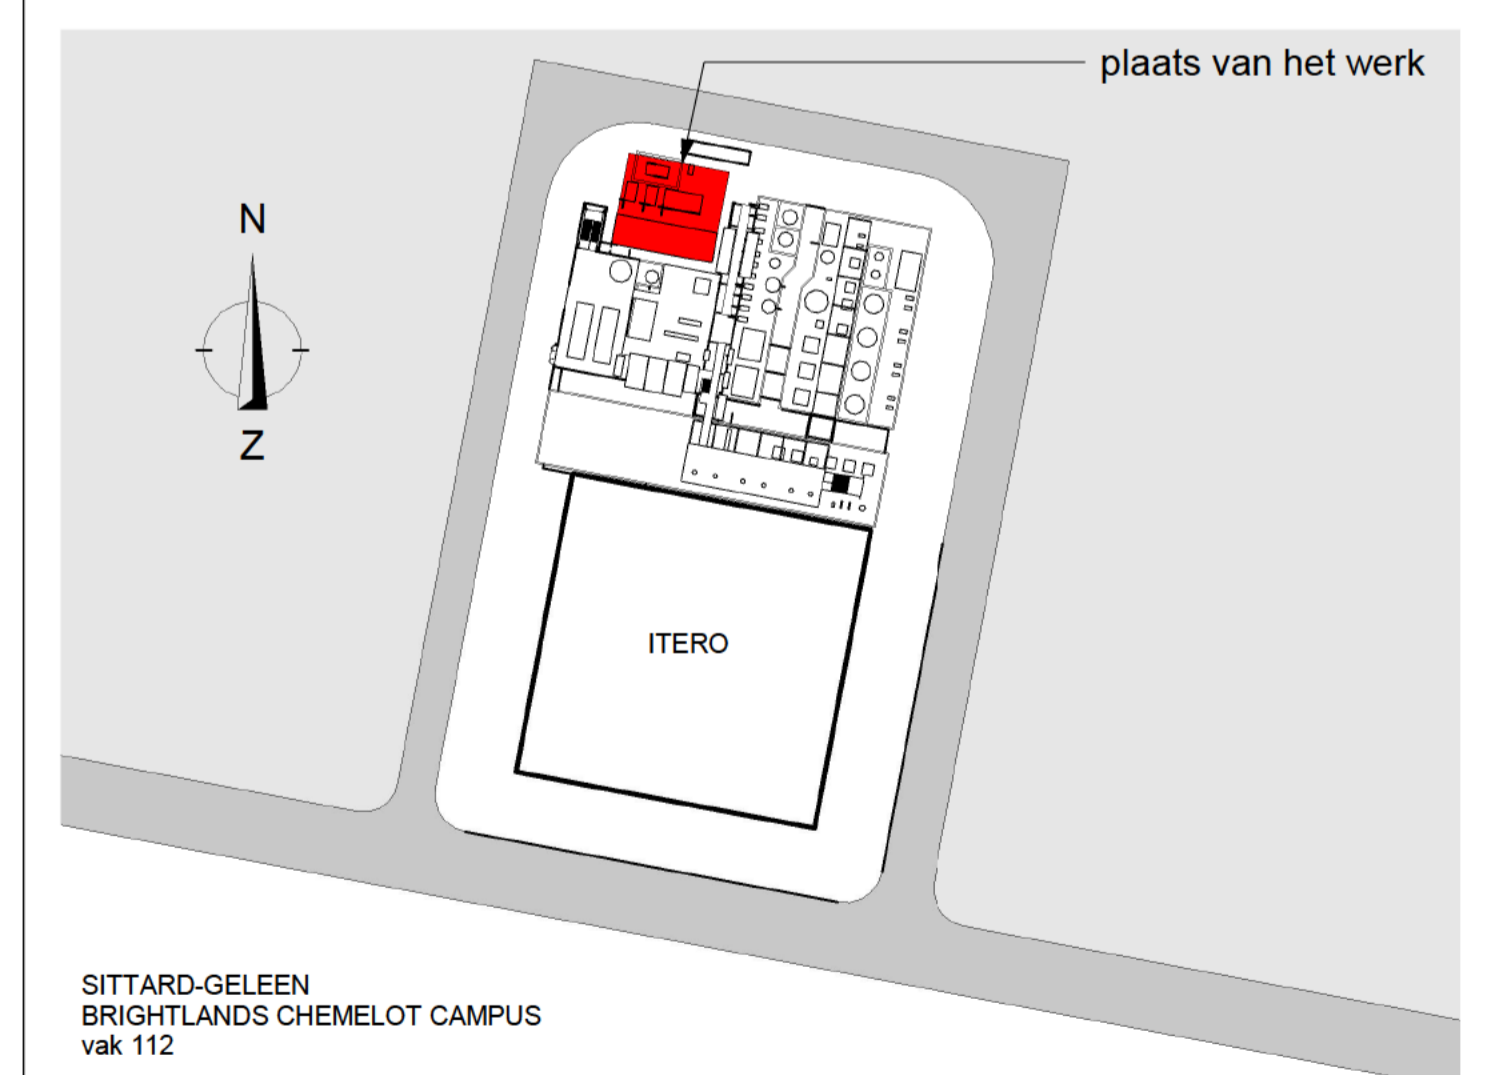 plaats van het werk
N
Z
ITERO
SITTARD-GELEEN
BRIGHTLANDS CHEMELOT CAMPUS
vak 112